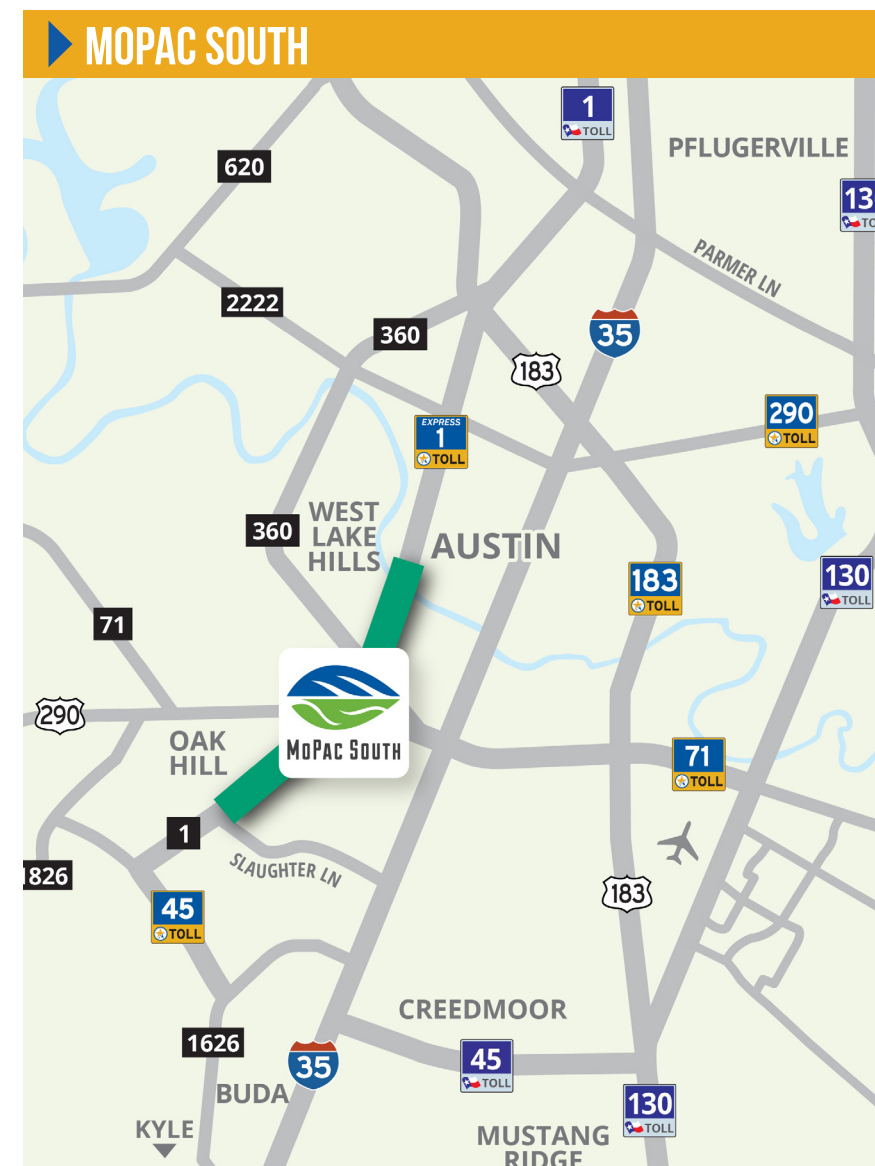 MOPAC SOUTH
1
TOLL
PFLUGERVILLE
620
13
TO
PARMER LN
2222
360
35
183
EXPRESS
1
TOLL
290
TOLL
360
WEST
LAKE
HILLS
AUSTIN
183
TOLL
130
TOLL
71
290
OAK
HILL
MOPAC SOUTH
71
TOLL
1
SLAUGHTER LN
1826
183
45
TOLL
CREEDMOOR
1626
35
45
TOLL
BUDA
130
TOLL
KYLE
MUSTANG
RIDGE